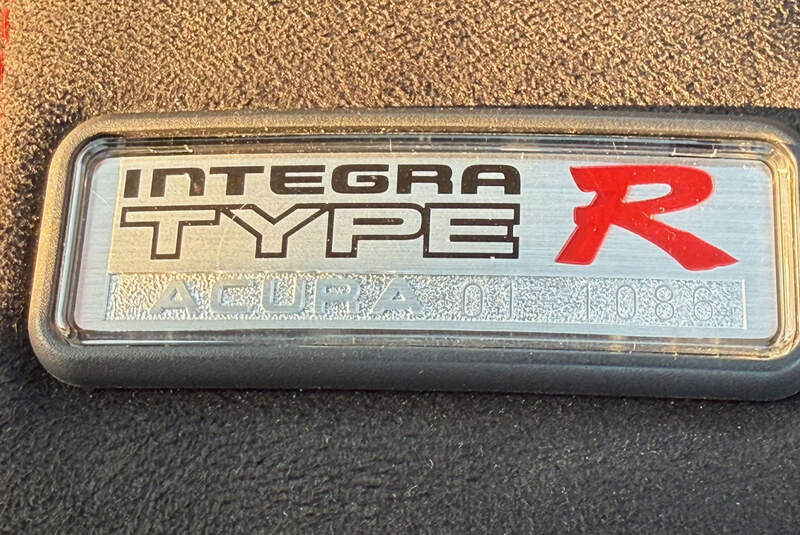 INTEGRA
TYPE R
ACURA 01-1086